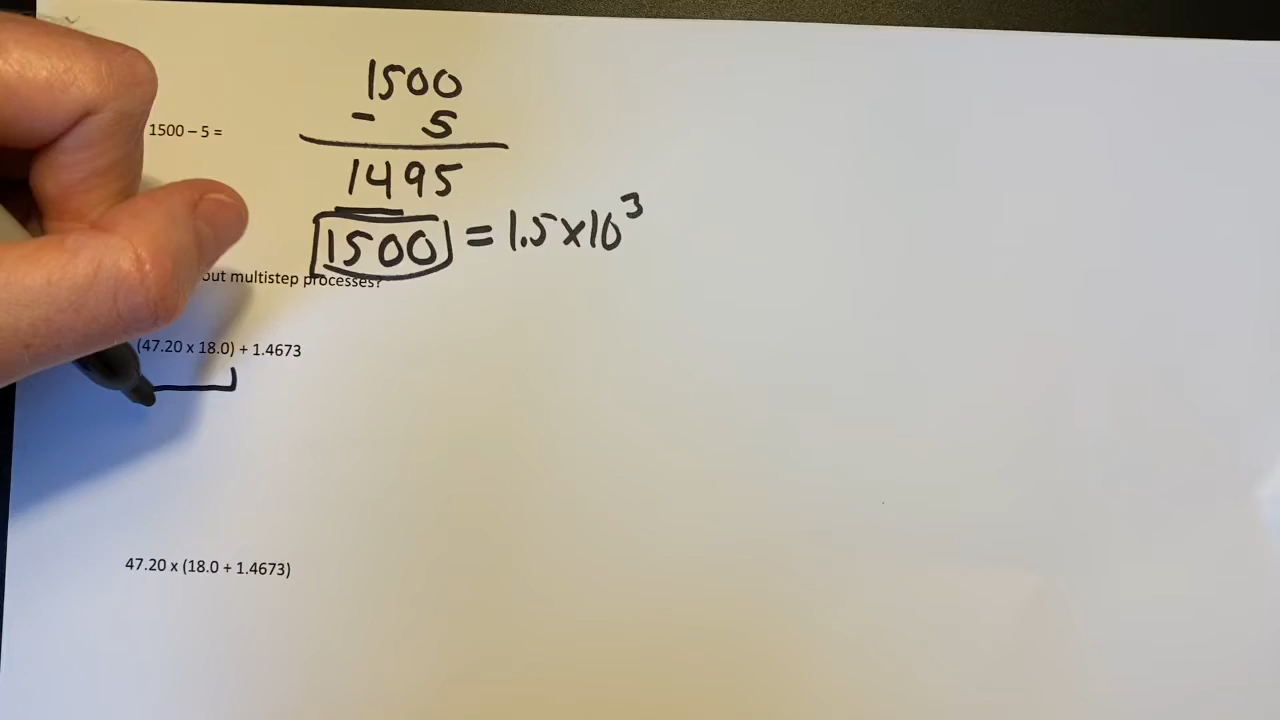 1500
- 5
1500 – 5 =
1495
1500 = 1.5x10³
out multistep processes?
(47.20 x 18.0) + 1.4673
47.20 x (18.0 + 1.4673)